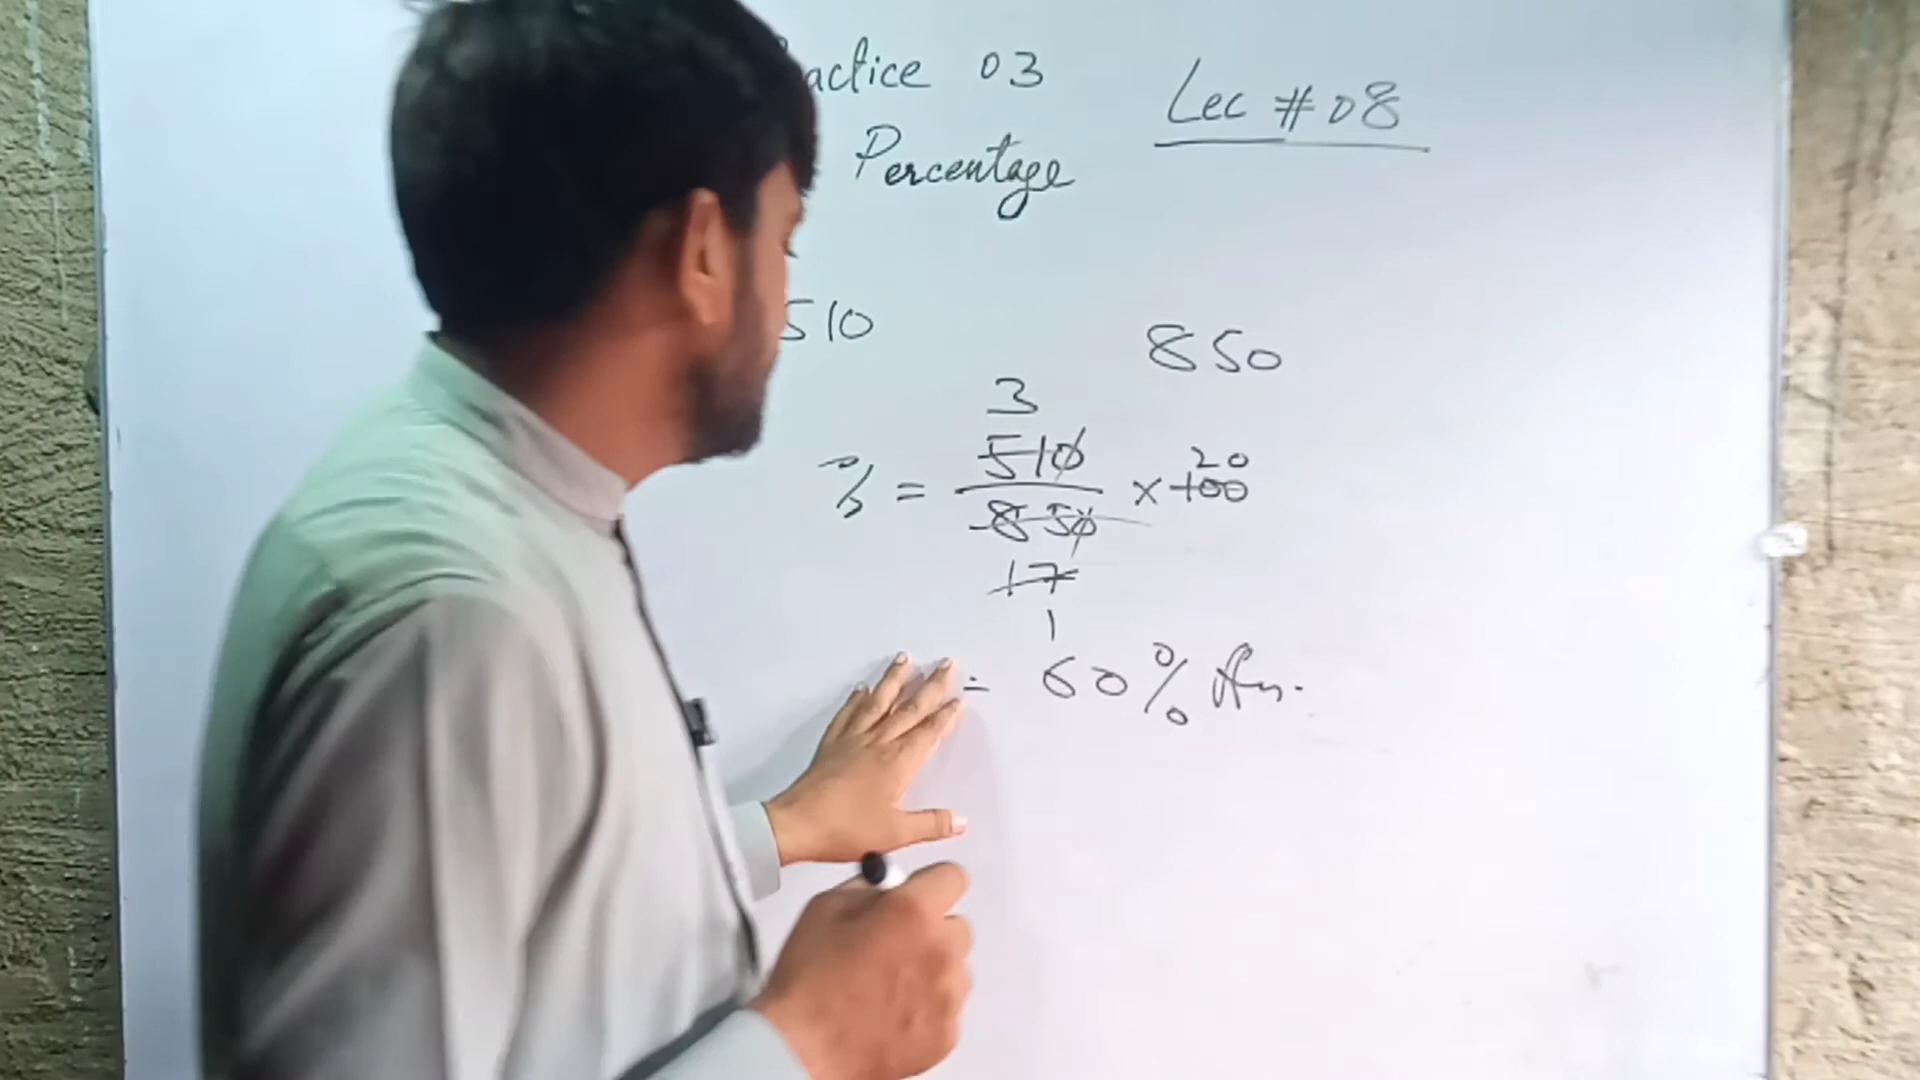 actice 03
Lec # 08
Percentage
510
850
3
% = 510/850 × 100
20
17
1
= 60% Ans.